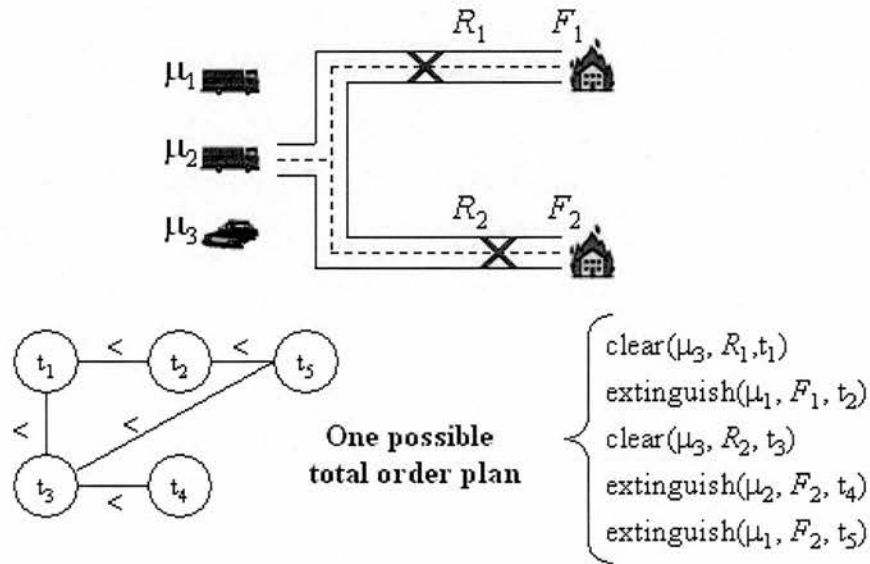 R₁ F₁
μ₁
μ₂
R₂ F₂
μ₃
t₁ < t₂ < t₅
< <
t₃ < t₄
One possible
total order plan
clear(μ₃, R₁,t₁)
extinguish(μ₁, F₁, t₂)
clear(μ₃, R₂, t₃)
extinguish(μ₂, F₂, t₄)
extinguish(μ₁, F₂, t₅)